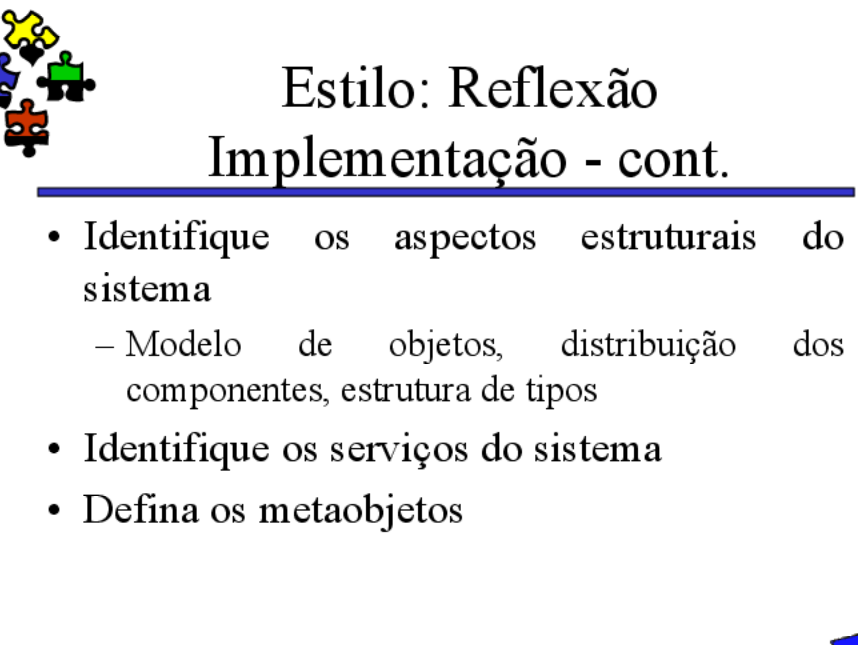 Estilo: Reflexão
Implementação - cont.
• Identifique os aspectos estruturais do
sistema
– Modelo de objetos, distribuição dos
componentes, estrutura de tipos
• Identifique os serviços do sistema
• Defina os metaobjetos